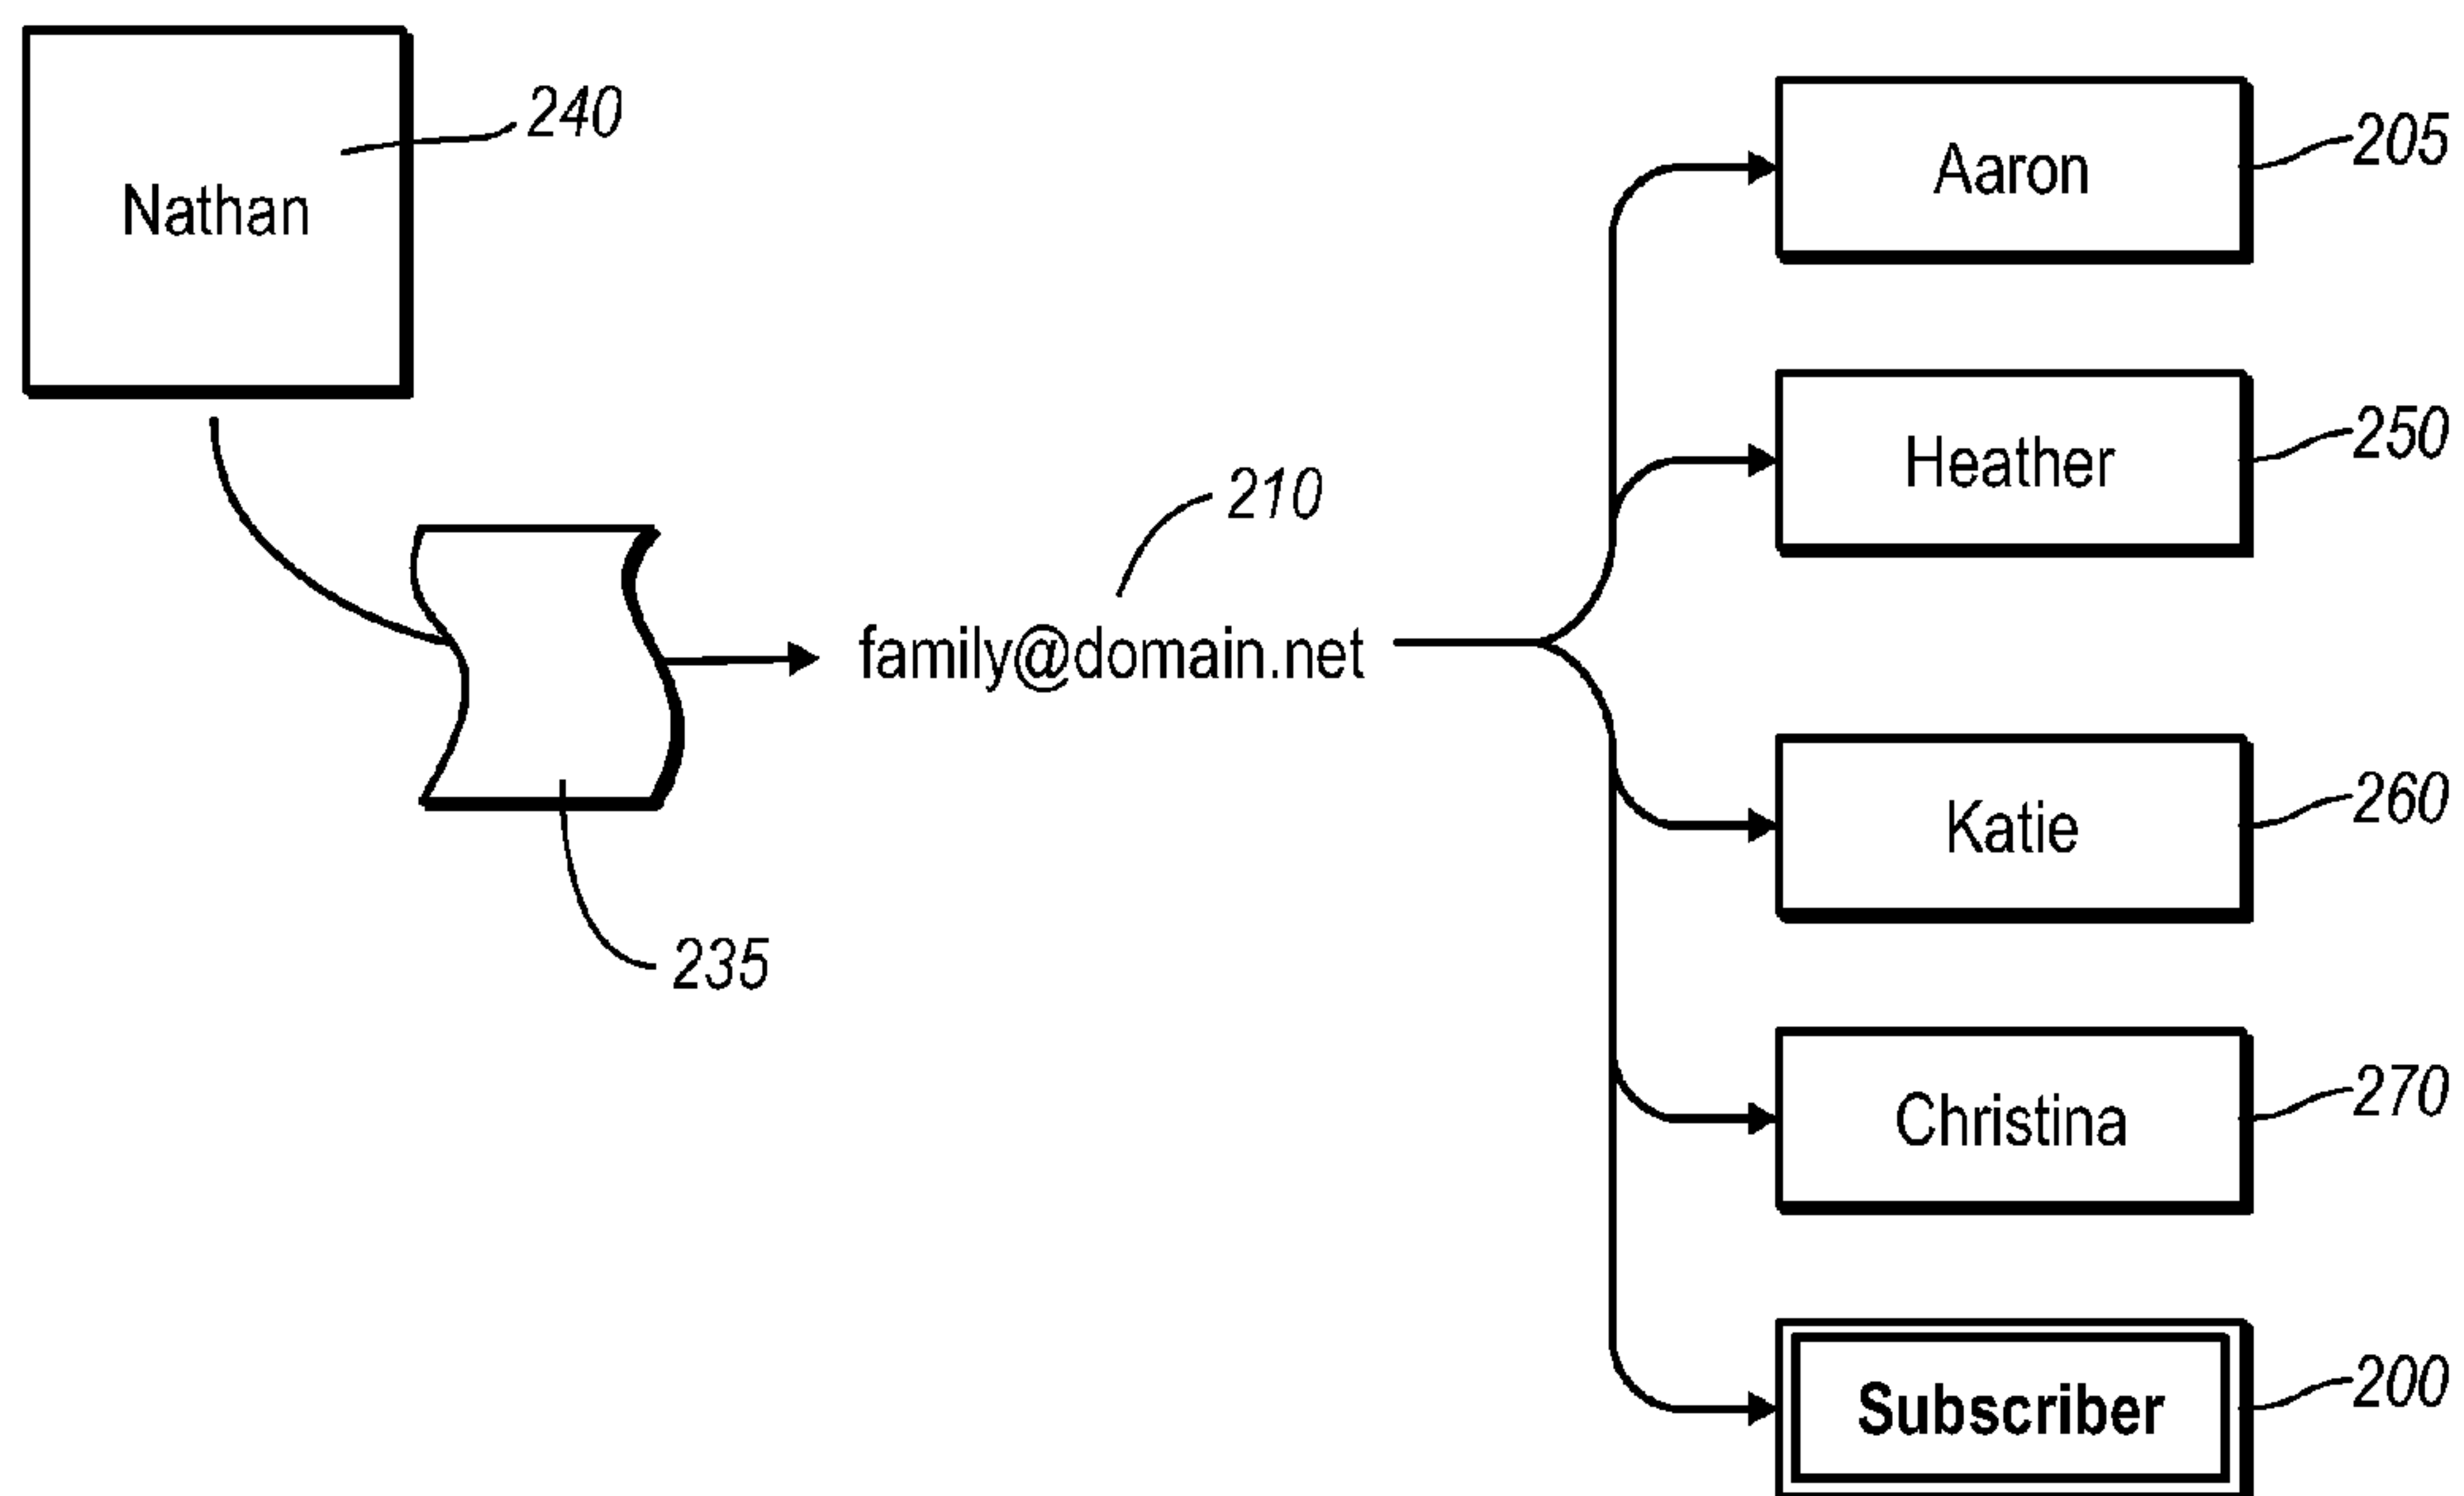 Nathan
240
235
210
family@domain.net
Aaron
205
Heather
250
Katie
260
Christina
270
Subscriber
200